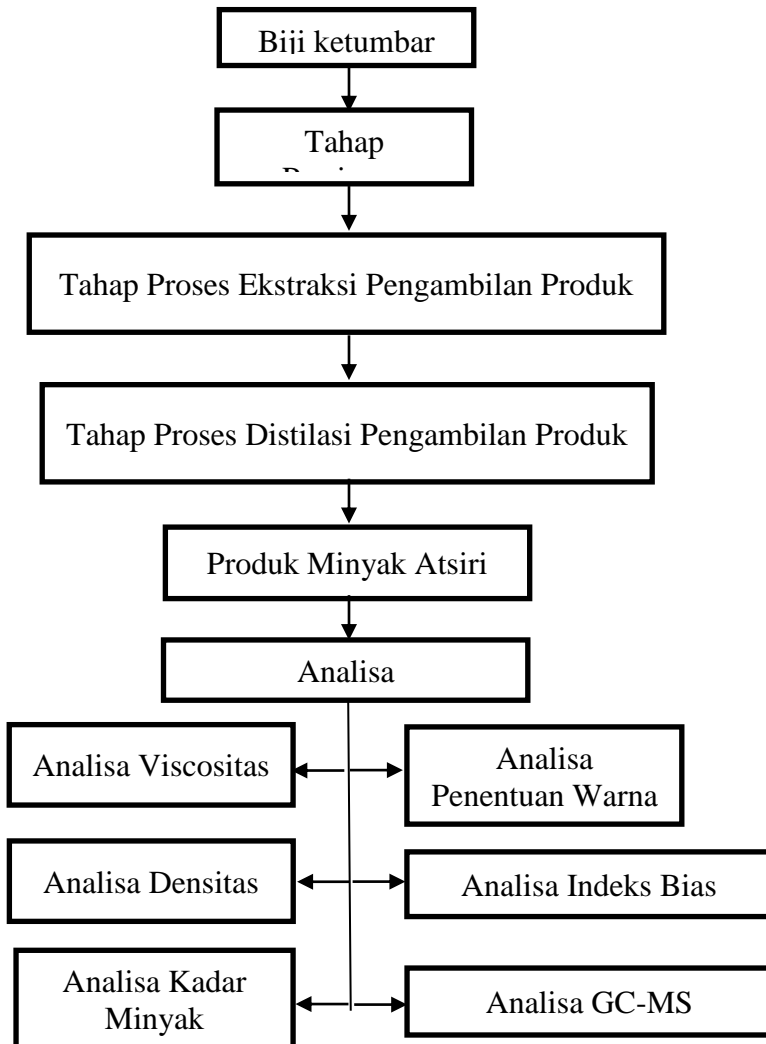 Biji ketumbar
Tahap
Tahap Proses Ekstraksi Pengambilan Produk
Tahap Proses Distilasi Pengambilan Produk
Produk Minyak Atsiri
Analisa
Analisa Viscositas
Analisa
Penentuan Warna
Analisa Densitas
Analisa Indeks Bias
Analisa Kadar
Minyak
Analisa GC-MS